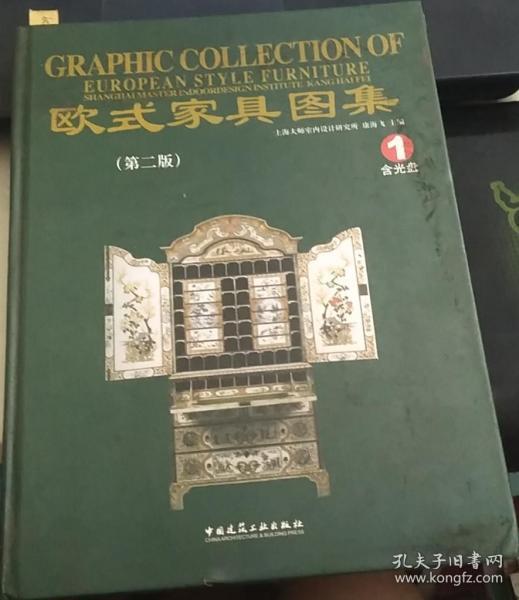 GRAPHIC COLLECTION OF
EUROPEAN STYLE FURNITURE
SHANGHAI MASTER INDOORDESIGN INSTITUTE KANG HAI FEI
欧式家具图集
上海大师室内设计研究所 康海飞 主编
(第二版)
1
含光盘
中国建筑工业出版社
CHINA ARCHITECTURE & BUILDING PRESS
孔夫子旧书网
www.kongfz.com